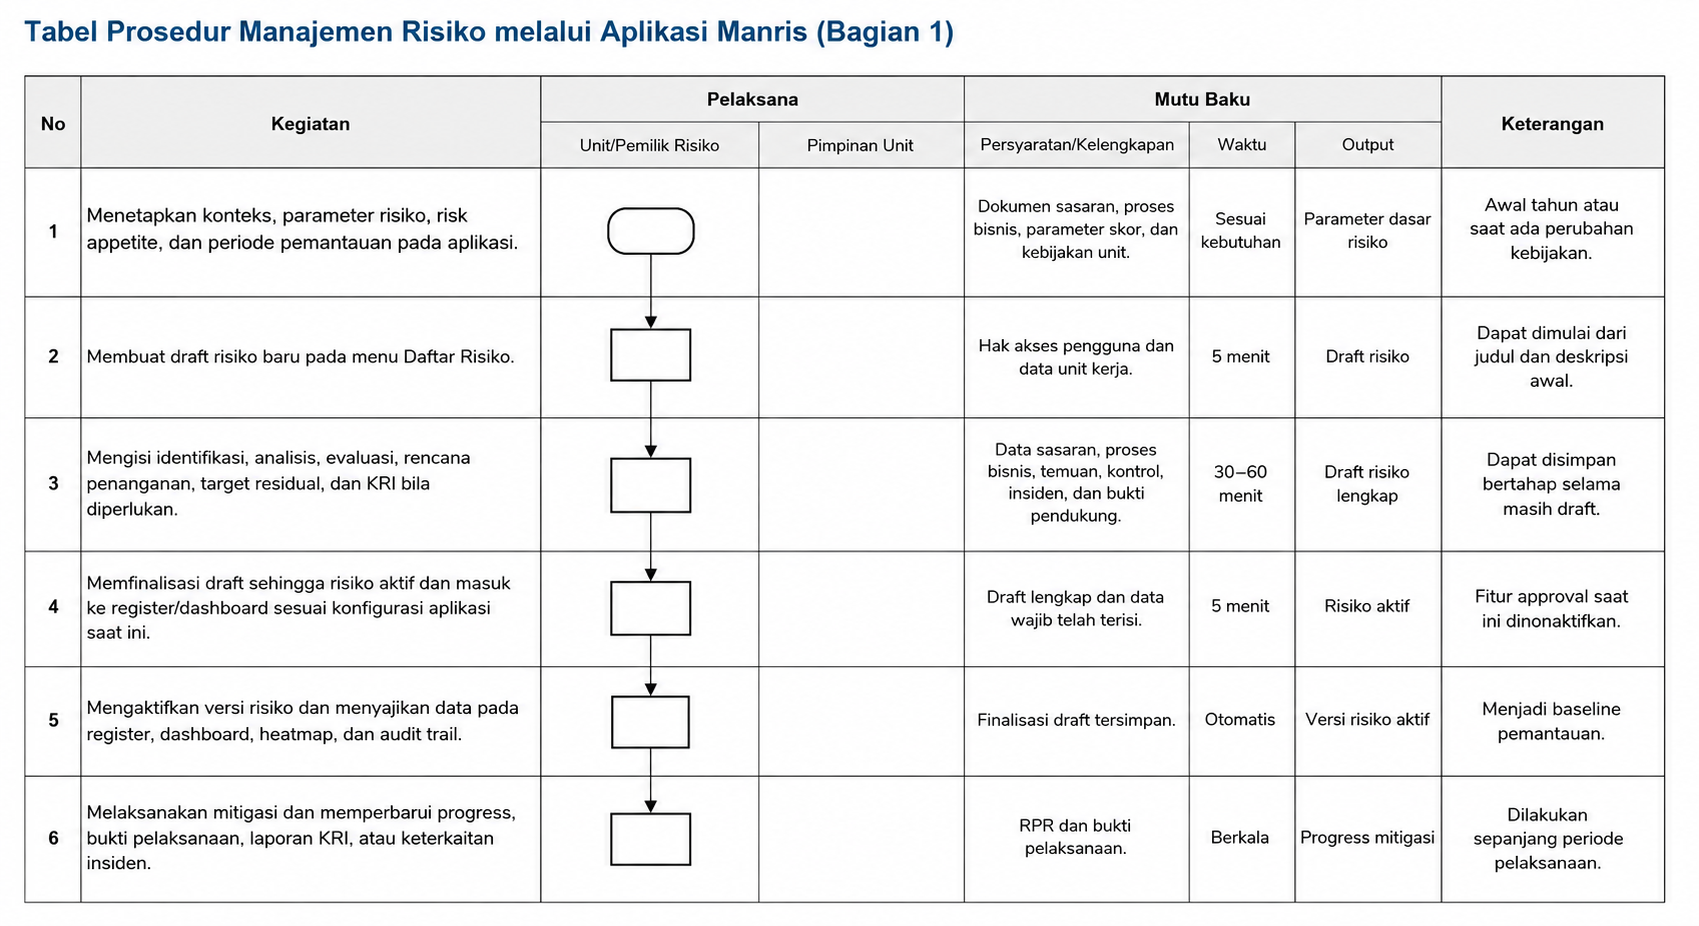 Tabel Prosedur Manajemen Risiko melalui Aplikasi Manris (Bagian 1)
No
Kegiatan
Pelaksana
Mutu Baku
Keterangan
Unit/Pemilik Risiko
Pimpinan Unit
Persyaratan/Kelengkapan
Waktu
Output
1
Menetapkan konteks, parameter risiko, risk
appetite, dan periode pemantauan pada aplikasi.
Dokumen sasaran, proses
bisnis, parameter skor, dan
kebijakan unit.
Sesuai
kebutuhan
Parameter dasar
risiko
Awal tahun atau
saat ada perubahan
kebijakan.
2
Membuat draft risiko baru pada menu Daftar Risiko.
Hak akses pengguna dan
data unit kerja.
5 menit
Draft risiko
Dapat dimulai dari
judul dan deskripsi
awal.
3
Mengisi identifikasi, analisis, evaluasi, rencana
penanganan, target residual, dan KRI bila
diperlukan.
Data sasaran, proses
bisnis, temuan, kontrol,
insiden, dan bukti
pendukung.
30–60
menit
Draft risiko
lengkap
Dapat disimpan
bertahap selama
masih draft.
4
Memfinalisasi draft sehingga risiko aktif dan masuk
ke register/dashboard sesuai konfigurasi aplikasi
saat ini.
Draft lengkap dan data
wajib telah terisi.
5 menit
Risiko aktif
Fitur approval saat
ini dinonaktifkan.
5
Mengaktifkan versi risiko dan menyajikan data pada
register, dashboard, heatmap, dan audit trail.
Finalisasi draft tersimpan.
Otomatis
Versi risiko aktif
Menjadi baseline
pemantauan.
6
Melaksanakan mitigasi dan memperbarui progress,
bukti pelaksanaan, laporan KRI, atau keterkaitan
insiden.
RPR dan bukti
pelaksanaan.
Berkala
Progress mitigasi
Dilakukan
sepanjang periode
pelaksanaan.